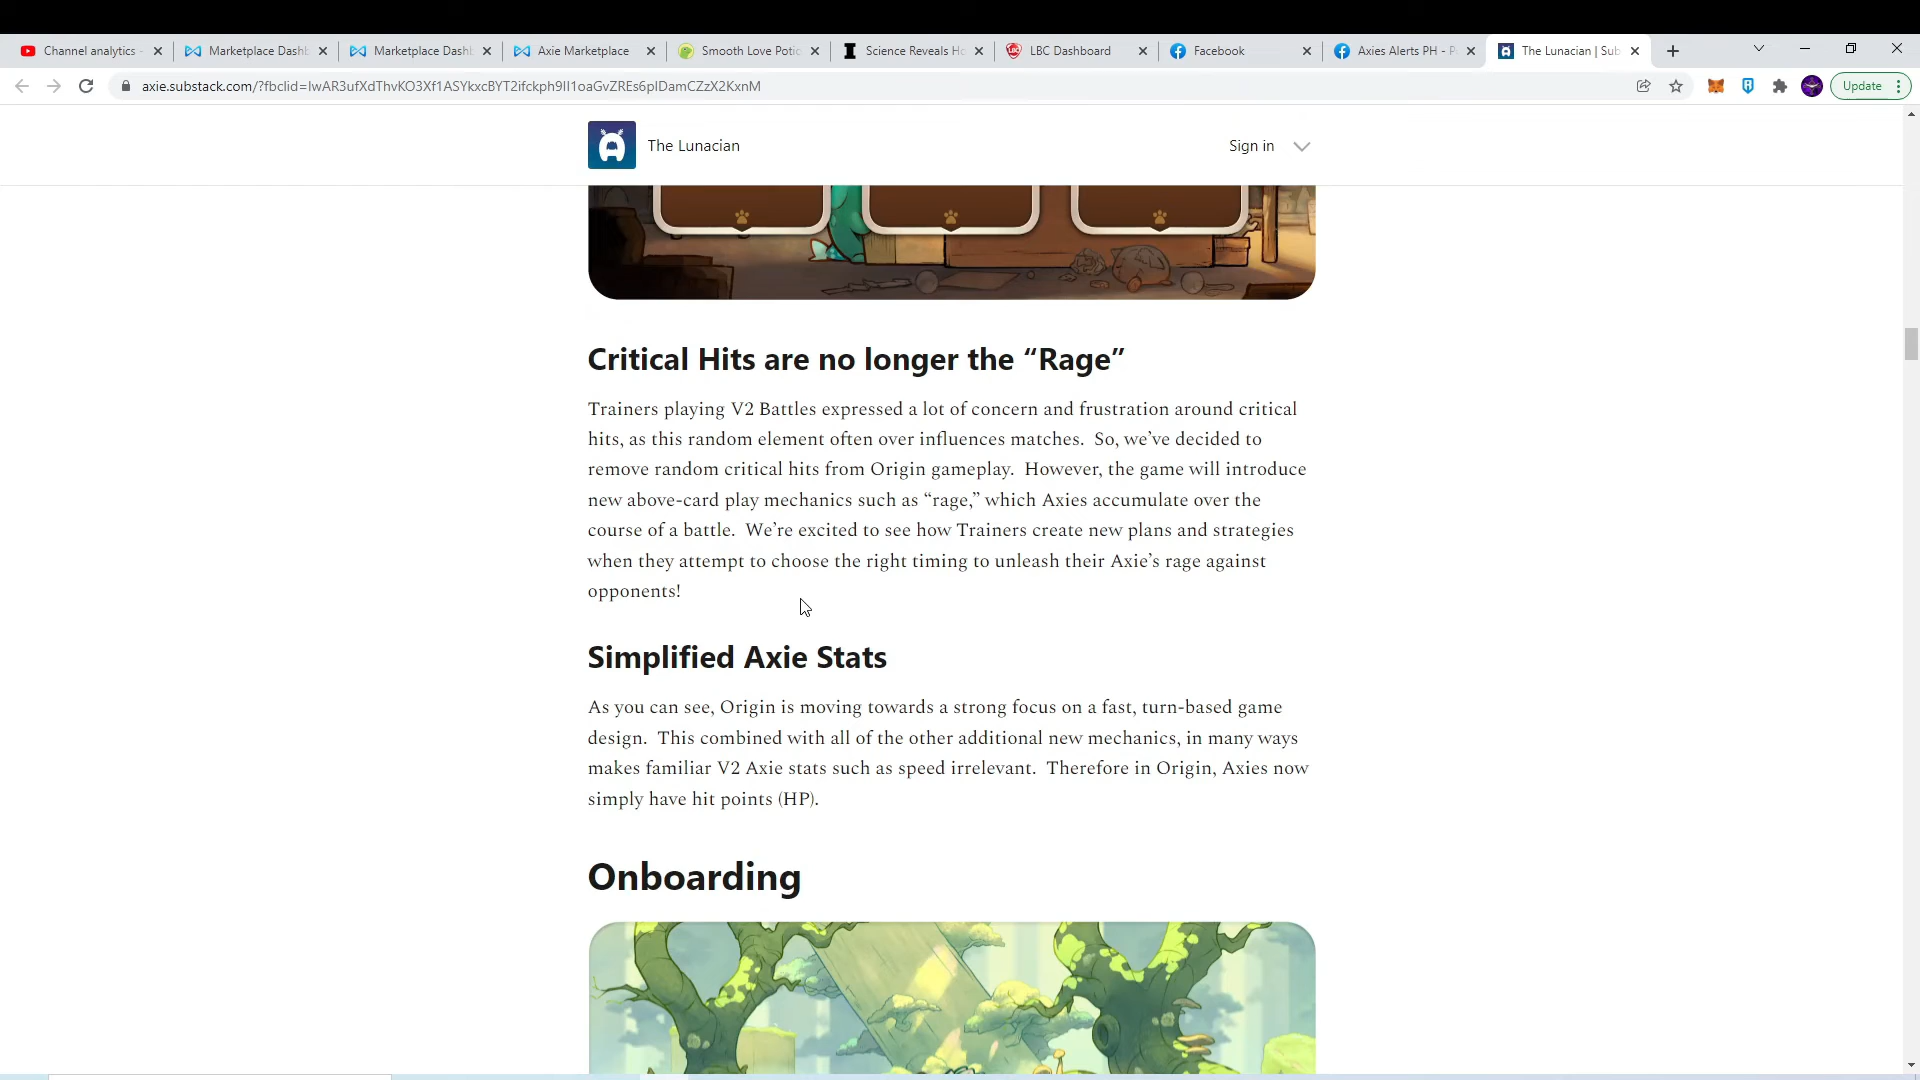 Channel analytics -
Marketplace Dashb
Marketplace Dashb
Axie Marketplace
Smooth Love Potio
Science Reveals Ho
LBC Dashboard
Facebook
Axies Alerts PH - P
The Lunacian | Sub
Update
The Lunacian
Sign in
Critical Hits are no longer the “Rage”
Trainers playing V2 Battles expressed a lot of concern and frustration around critical
hits, as this random element often over influences matches. So, we’ve decided to
remove random critical hits from Origin gameplay. However, the game will introduce
new above-card play mechanics such as “rage,” which Axies accumulate over the
course of a battle. We’re excited to see how Trainers create new plans and strategies
when they attempt to choose the right timing to unleash their Axie’s rage against
opponents!
Simplified Axie Stats
As you can see, Origin is moving towards a strong focus on a fast, turn-based game
design. This combined with all of the other additional new mechanics, in many ways
makes familiar V2 Axie stats such as speed irrelevant. Therefore in Origin, Axies now
simply have hit points (HP).
Onboarding